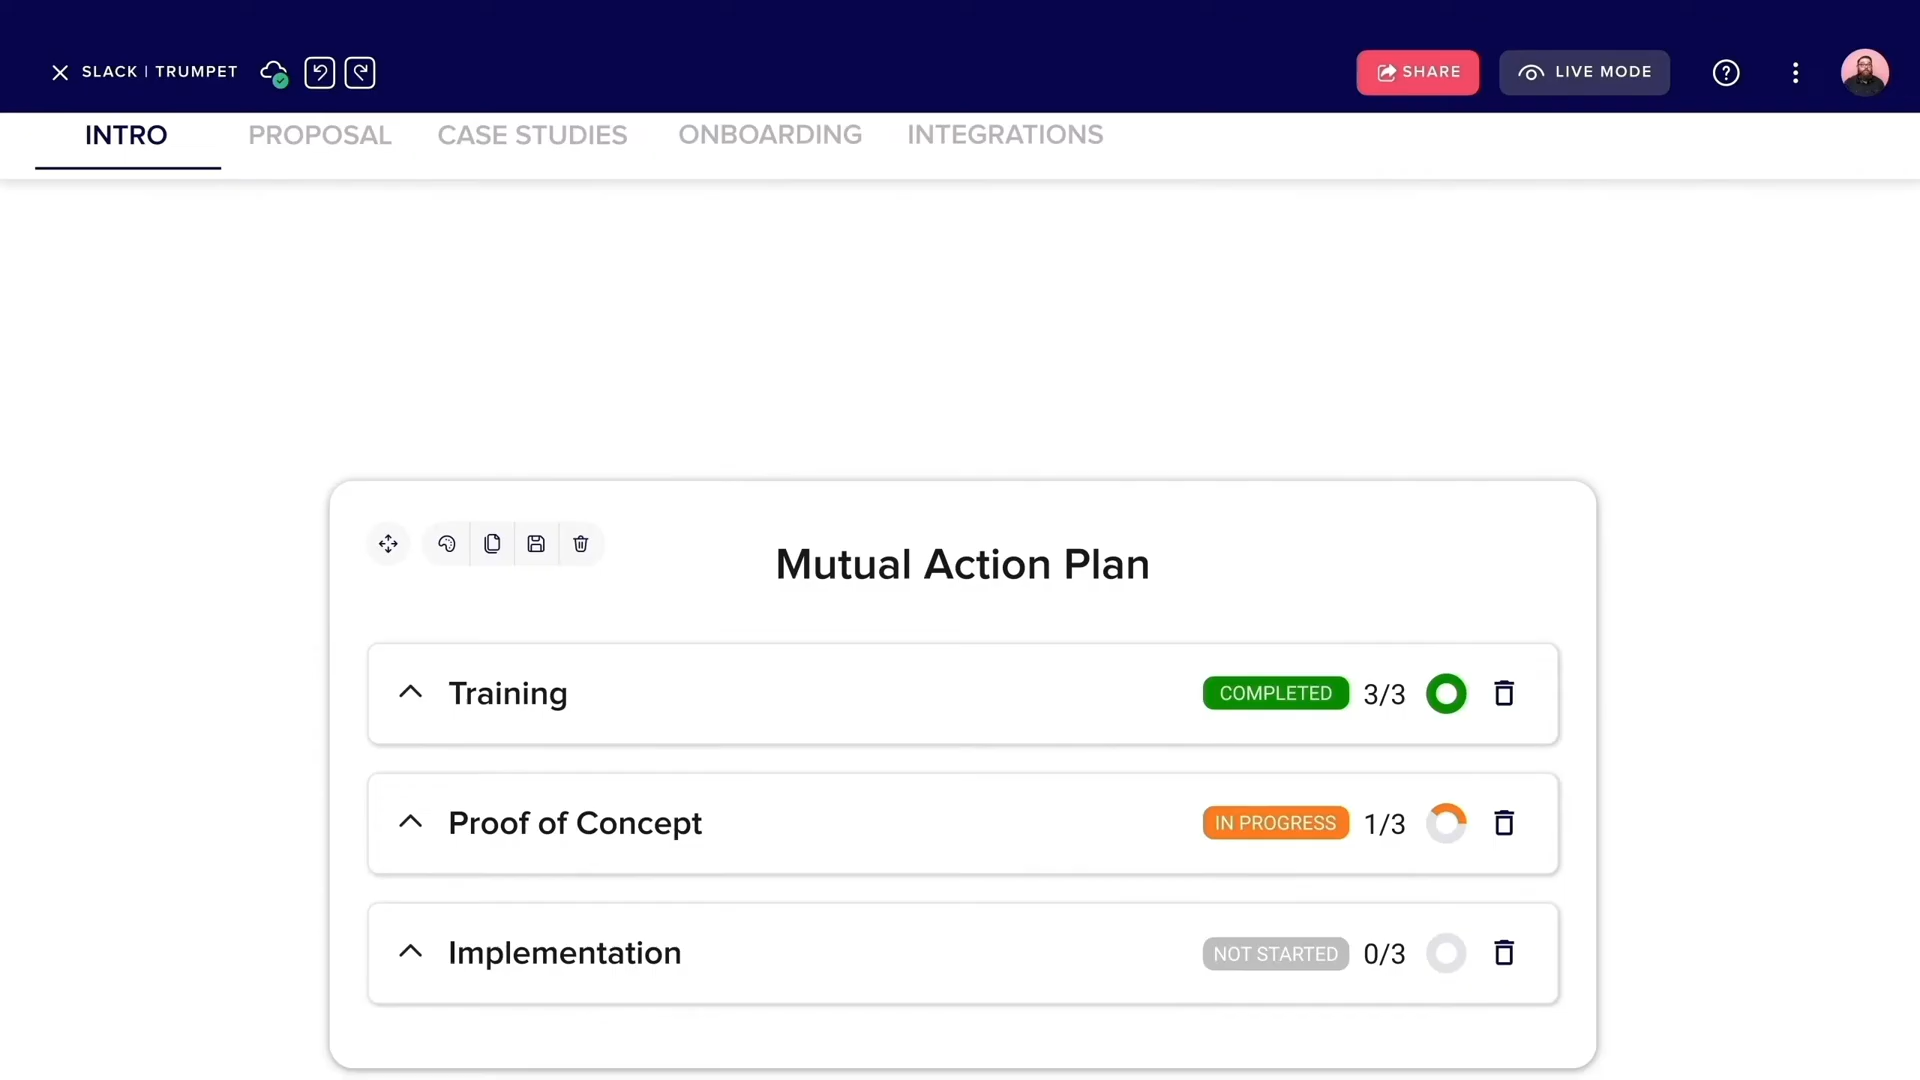 SLACK | TRUMPET
SHARE
LIVE MODE
INTRO PROPOSAL CASE STUDIES ONBOARDING INTEGRATIONS
Mutual Action Plan
Training COMPLETED 3/3
Proof of Concept IN PROGRESS 1/3
Implementation NOT STARTED 0/3